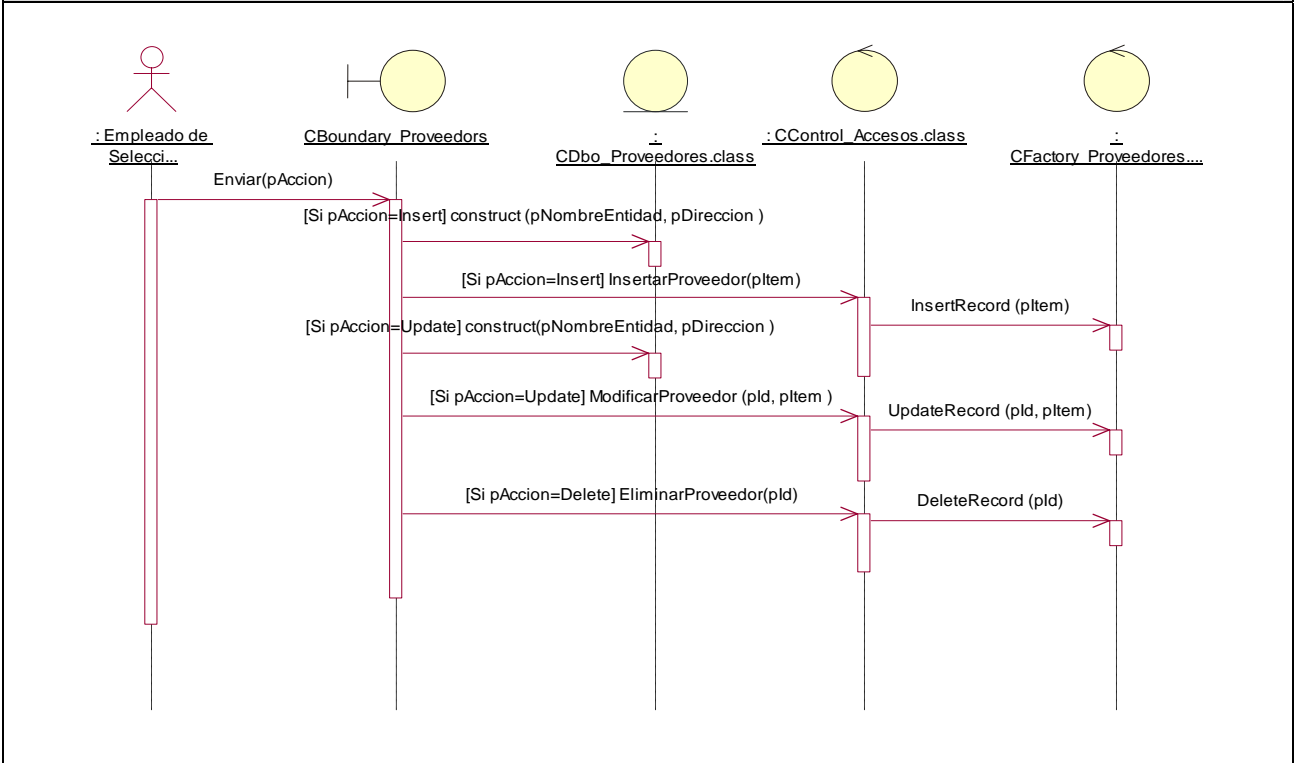 : Empleado de
Selecci...
CBoundary_Proveedors
:
CDbo_Proveedores.class
: CControl_Accesos.class
:
CFactory_Proveedores....
Enviar(pAccion)
[Si pAccion=Insert] construct (pNombreEntidad, pDireccion )
[Si pAccion=Insert] InsertarProveedor(pItem)
InsertRecord (pItem)
[Si pAccion=Update] construct(pNombreEntidad, pDireccion )
[Si pAccion=Update] ModificarProveedor (pId, pItem )
UpdateRecord (pId, pItem)
[Si pAccion=Delete] EliminarProveedor(pId)
DeleteRecord (pId)